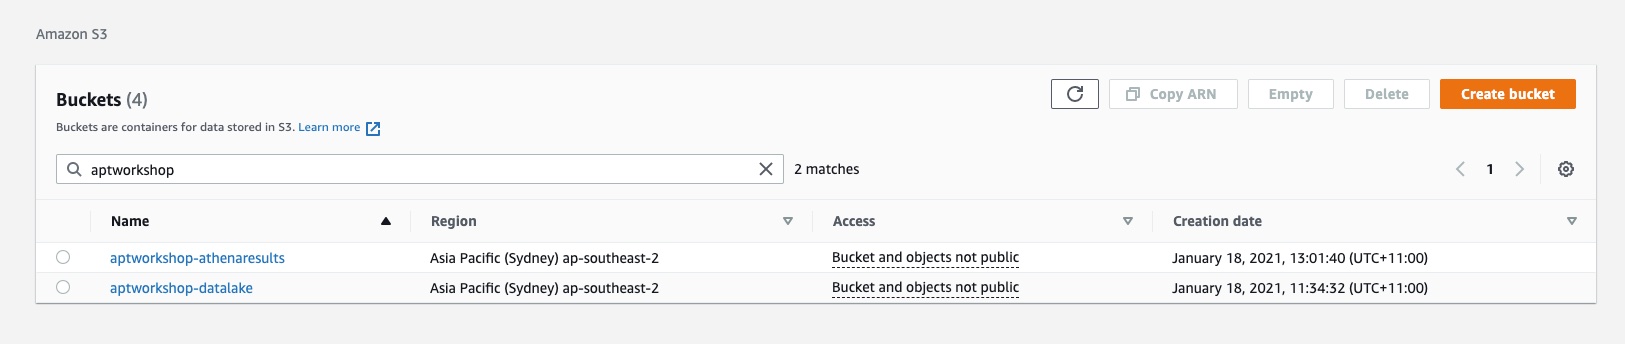 Amazon S3
Buckets (4)
Copy ARN Empty Delete Create bucket
Buckets are containers for data stored in S3. Learn more
aptworkshop 2 matches 1
Name Region Access Creation date
aptworkshop-athenaresults Asia Pacific (Sydney) ap-southeast-2 Bucket and objects not public January 18, 2021, 13:01:40 (UTC+11:00)
aptworkshop-datalake Asia Pacific (Sydney) ap-southeast-2 Bucket and objects not public January 18, 2021, 11:34:32 (UTC+11:00)